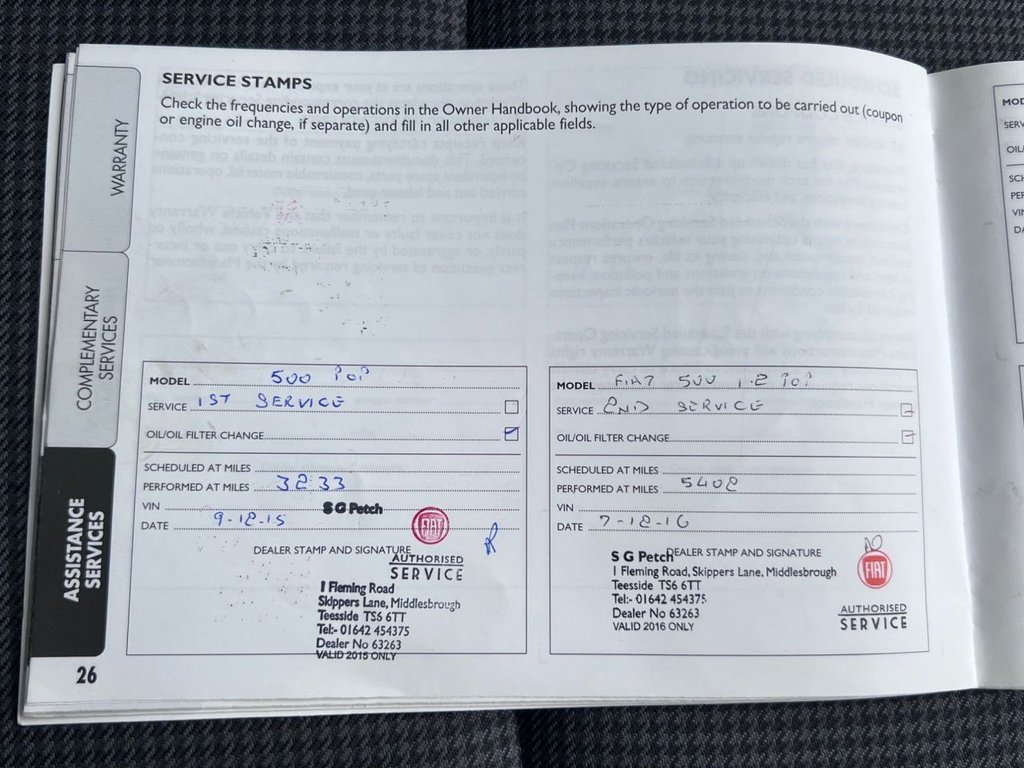 SERVICE STAMPS
Check the frequencies and operations in the Owner Handbook, showing the type of operation to be carried out (coupon
or engine oil change, if separate) and fill in all other applicable fields.
WARRANTY
COMPLEMENTARY
SERVICES
ASSISTANCE
SERVICES
MODEL 500 POP
SERVICE 1ST SERVICE
OIL/OIL FILTER CHANGE
SCHEDULED AT MILES
PERFORMED AT MILES 3233
VIN
DATE 9-12-15
S G Petch
FIAT
DEALER STAMP AND SIGNATURE
AUTHORISED
SERVICE
1 Fleming Road
Skippers Lane, Middlesbrough
Teesside TS6 6TT
Tel:- 01642 454375
Dealer No 63263
VALID 2015 ONLY
MODEL FIAT 500 1.2 POP
SERVICE 2ND SERVICE
OIL/OIL FILTER CHANGE
SCHEDULED AT MILES
PERFORMED AT MILES 5402
VIN
DATE 7-12-16
S G Petch
DEALER STAMP AND SIGNATURE
1 Fleming Road, Skippers Lane, Middlesbrough
Teesside TS6 6TT
Tel:- 01642 454375
Dealer No 63263
VALID 2016 ONLY
FIAT
AUTHORISED
SERVICE
26